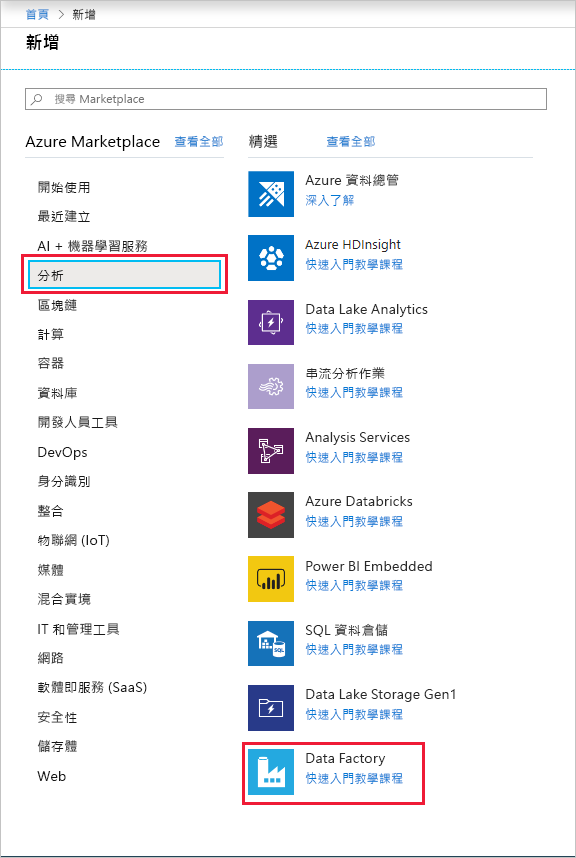 首頁 > 新增
新增
搜尋 Marketplace
Azure Marketplace 查看全部
開始使用
最近建立
AI + 機器學習服務
分析
區塊鏈
計算
容器
資料庫
開發人員工具
DevOps
身分識別
整合
物聯網 (IoT)
媒體
混合實境
IT 和管理工具
網路
軟體即服務 (SaaS)
安全性
儲存體
Web
精選 查看全部
Azure 資料總管
深入了解
Azure HDInsight
快速入門教學課程
Data Lake Analytics
快速入門教學課程
串流分析作業
快速入門教學課程
Analysis Services
快速入門教學課程
Azure Databricks
快速入門教學課程
Power BI Embedded
快速入門教學課程
SQL 資料倉儲
快速入門教學課程
SQL
Data Lake Storage Gen1
快速入門教學課程
Data Factory
快速入門教學課程